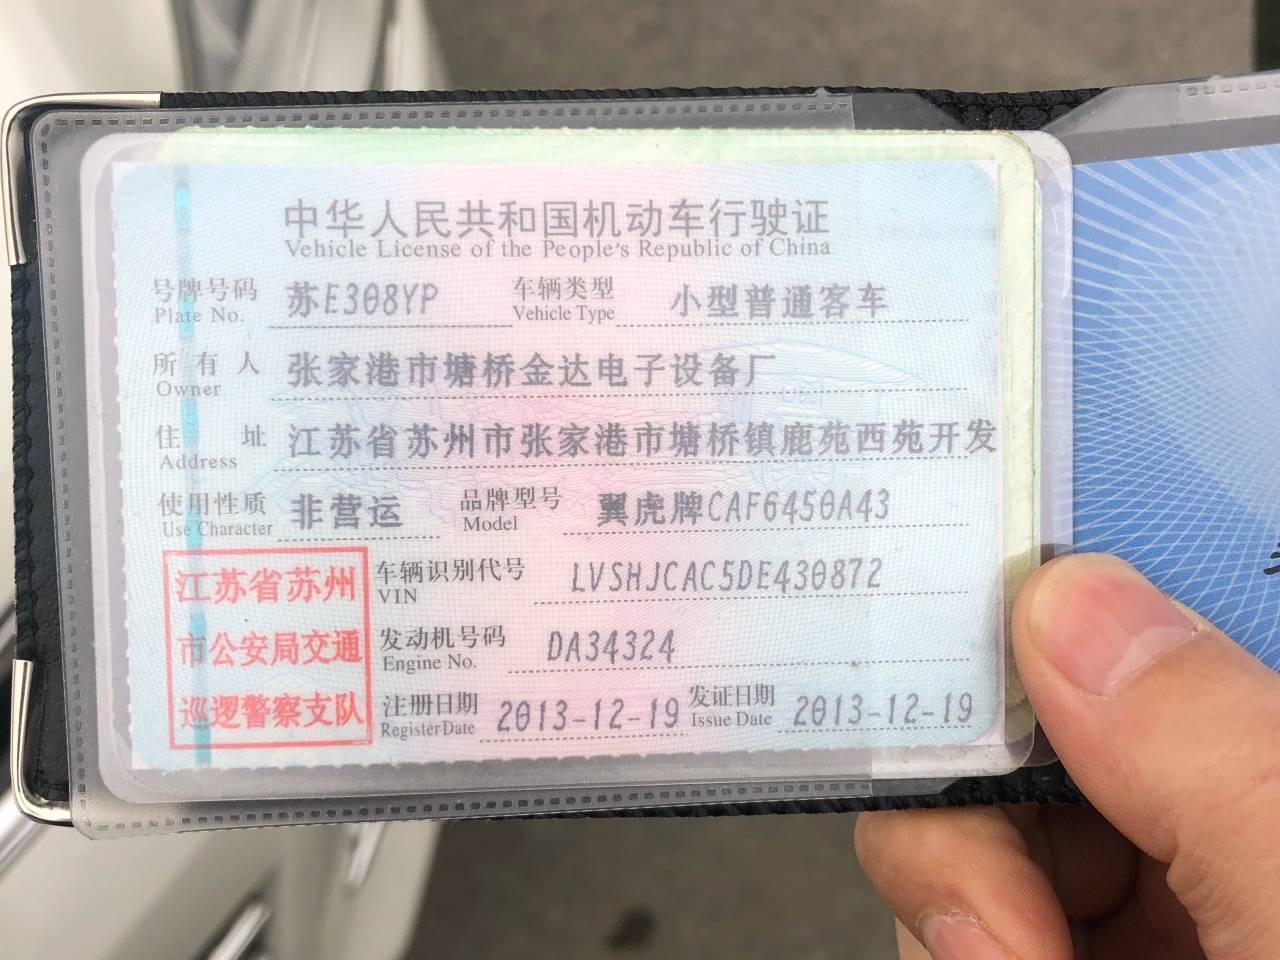 中华人民共和国机动车行驶证
Vehicle License of the People's Republic of China
号牌号码 苏E308YP 车辆类型 小型普通客车
Plate No. Vehicle Type
所有人 张家港市塘桥金达电子设备厂
Owner
住址 江苏省苏州市张家港市塘桥镇鹿苑西苑开发
Address
使用性质 非营运 品牌型号 翼虎牌CAF6450A43
Use Character Model
江苏省苏州
市公安局交通
巡逻警察支队
车辆识别代号 LVSHJCAC5DE430872
VIN
发动机号码 DA34324
Engine No.
注册日期 2013-12-19 发证日期 2013-12-19
Register Date Issue Date